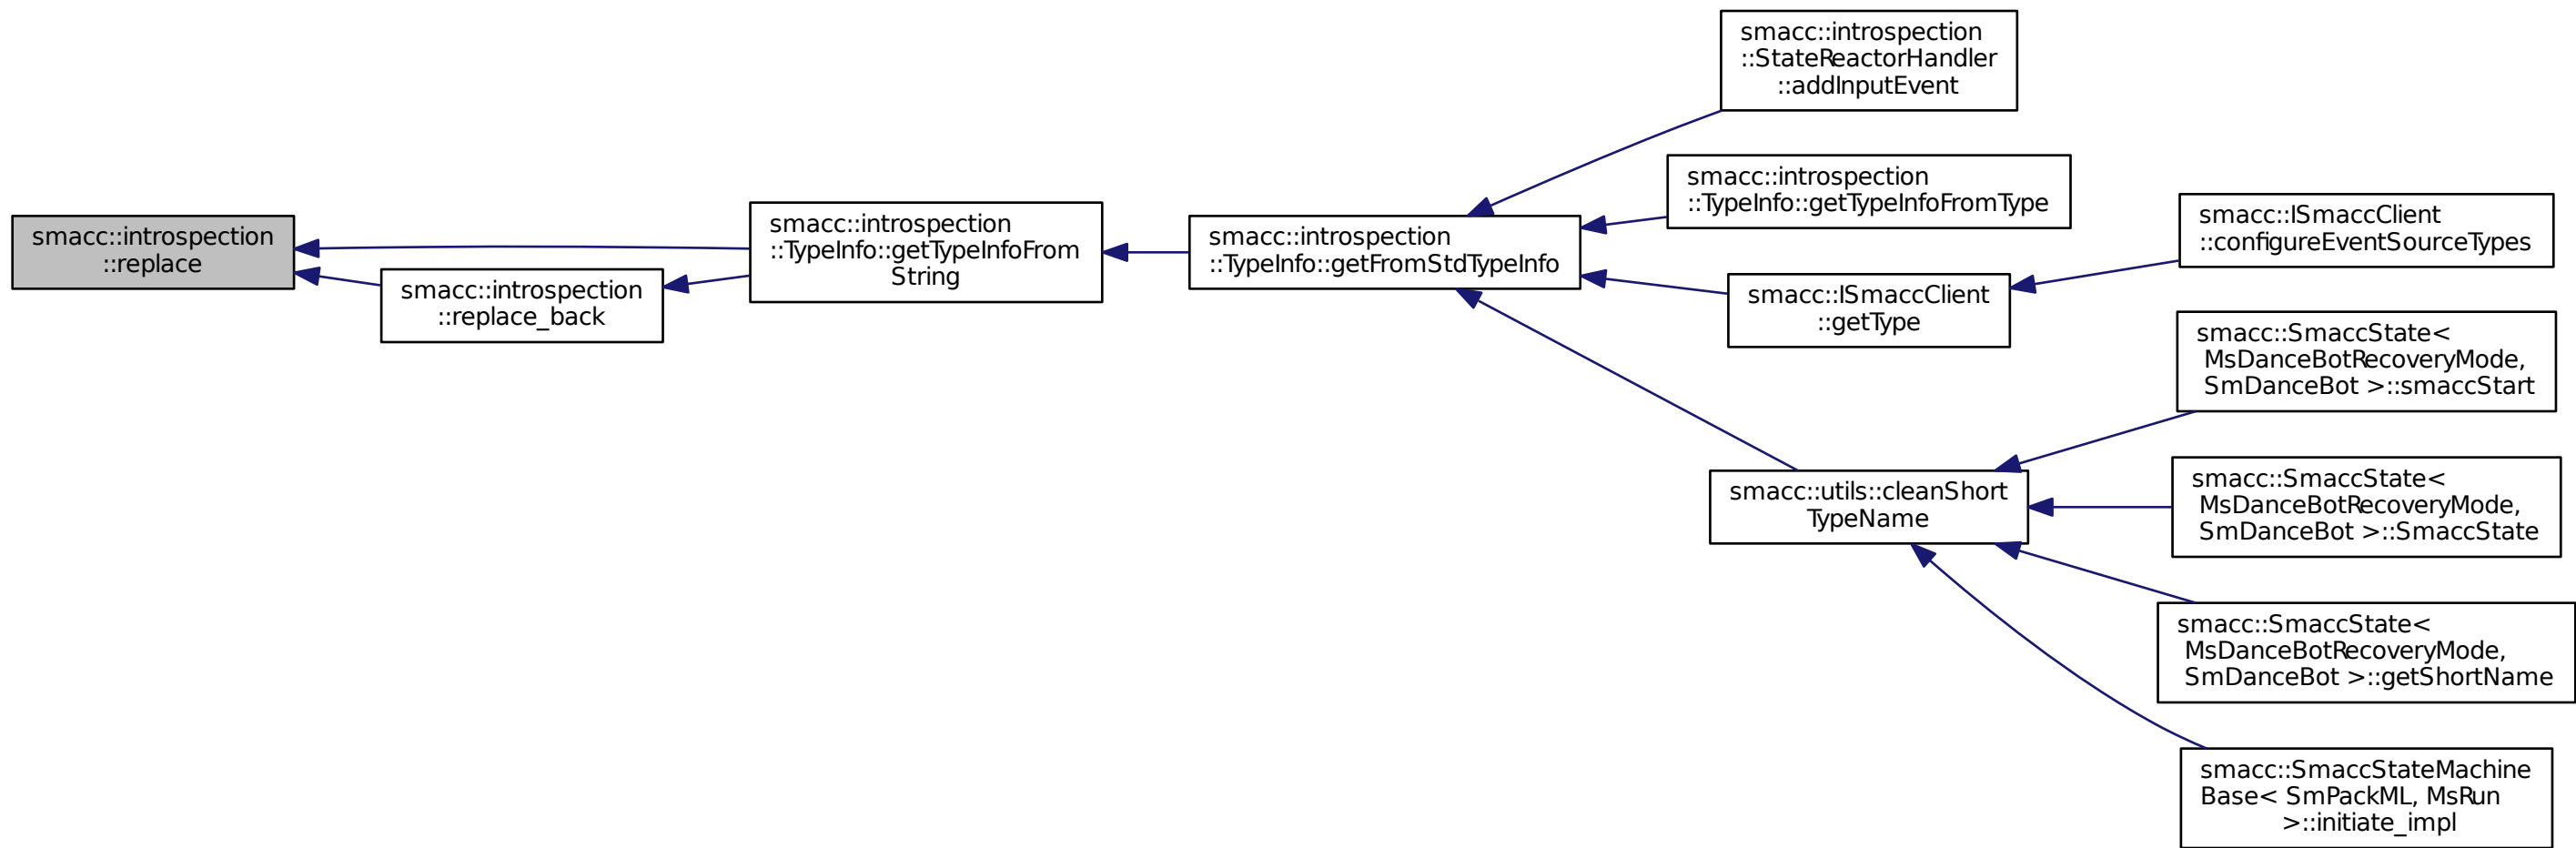 smacc::introspection
::replace
smacc::introspection
::replace_back
smacc::introspection
::TypeInfo::getTypeInfoFrom
String
smacc::introspection
::TypeInfo::getFromStdTypeInfo
smacc::introspection
::StateReactorHandler
::addInputEvent
smacc::introspection
::TypeInfo::getTypeInfoFromType
smacc::ISmaccClient
::getType
smacc::utils::cleanShort
TypeName
smacc::ISmaccClient
::configureEventSourceTypes
smacc::SmaccState<
MsDanceBotRecoveryMode,
SmDanceBot >::smaccStart
smacc::SmaccState<
MsDanceBotRecoveryMode,
SmDanceBot >::SmaccState
smacc::SmaccState<
MsDanceBotRecoveryMode,
SmDanceBot >::getShortName
smacc::SmaccStateMachine
Base< SmPackML, MsRun
>::initiate_impl